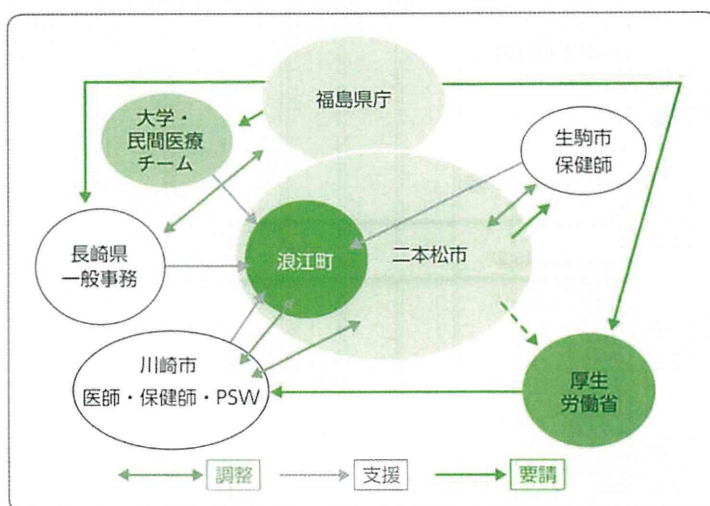 福島県庁
大学・
民間医療
チーム
生駒市
保健師
長崎県
一般事務
浪江町
二本松市
川崎市
医師・保健師・PSW
厚生
労働省
調整
支援
要請